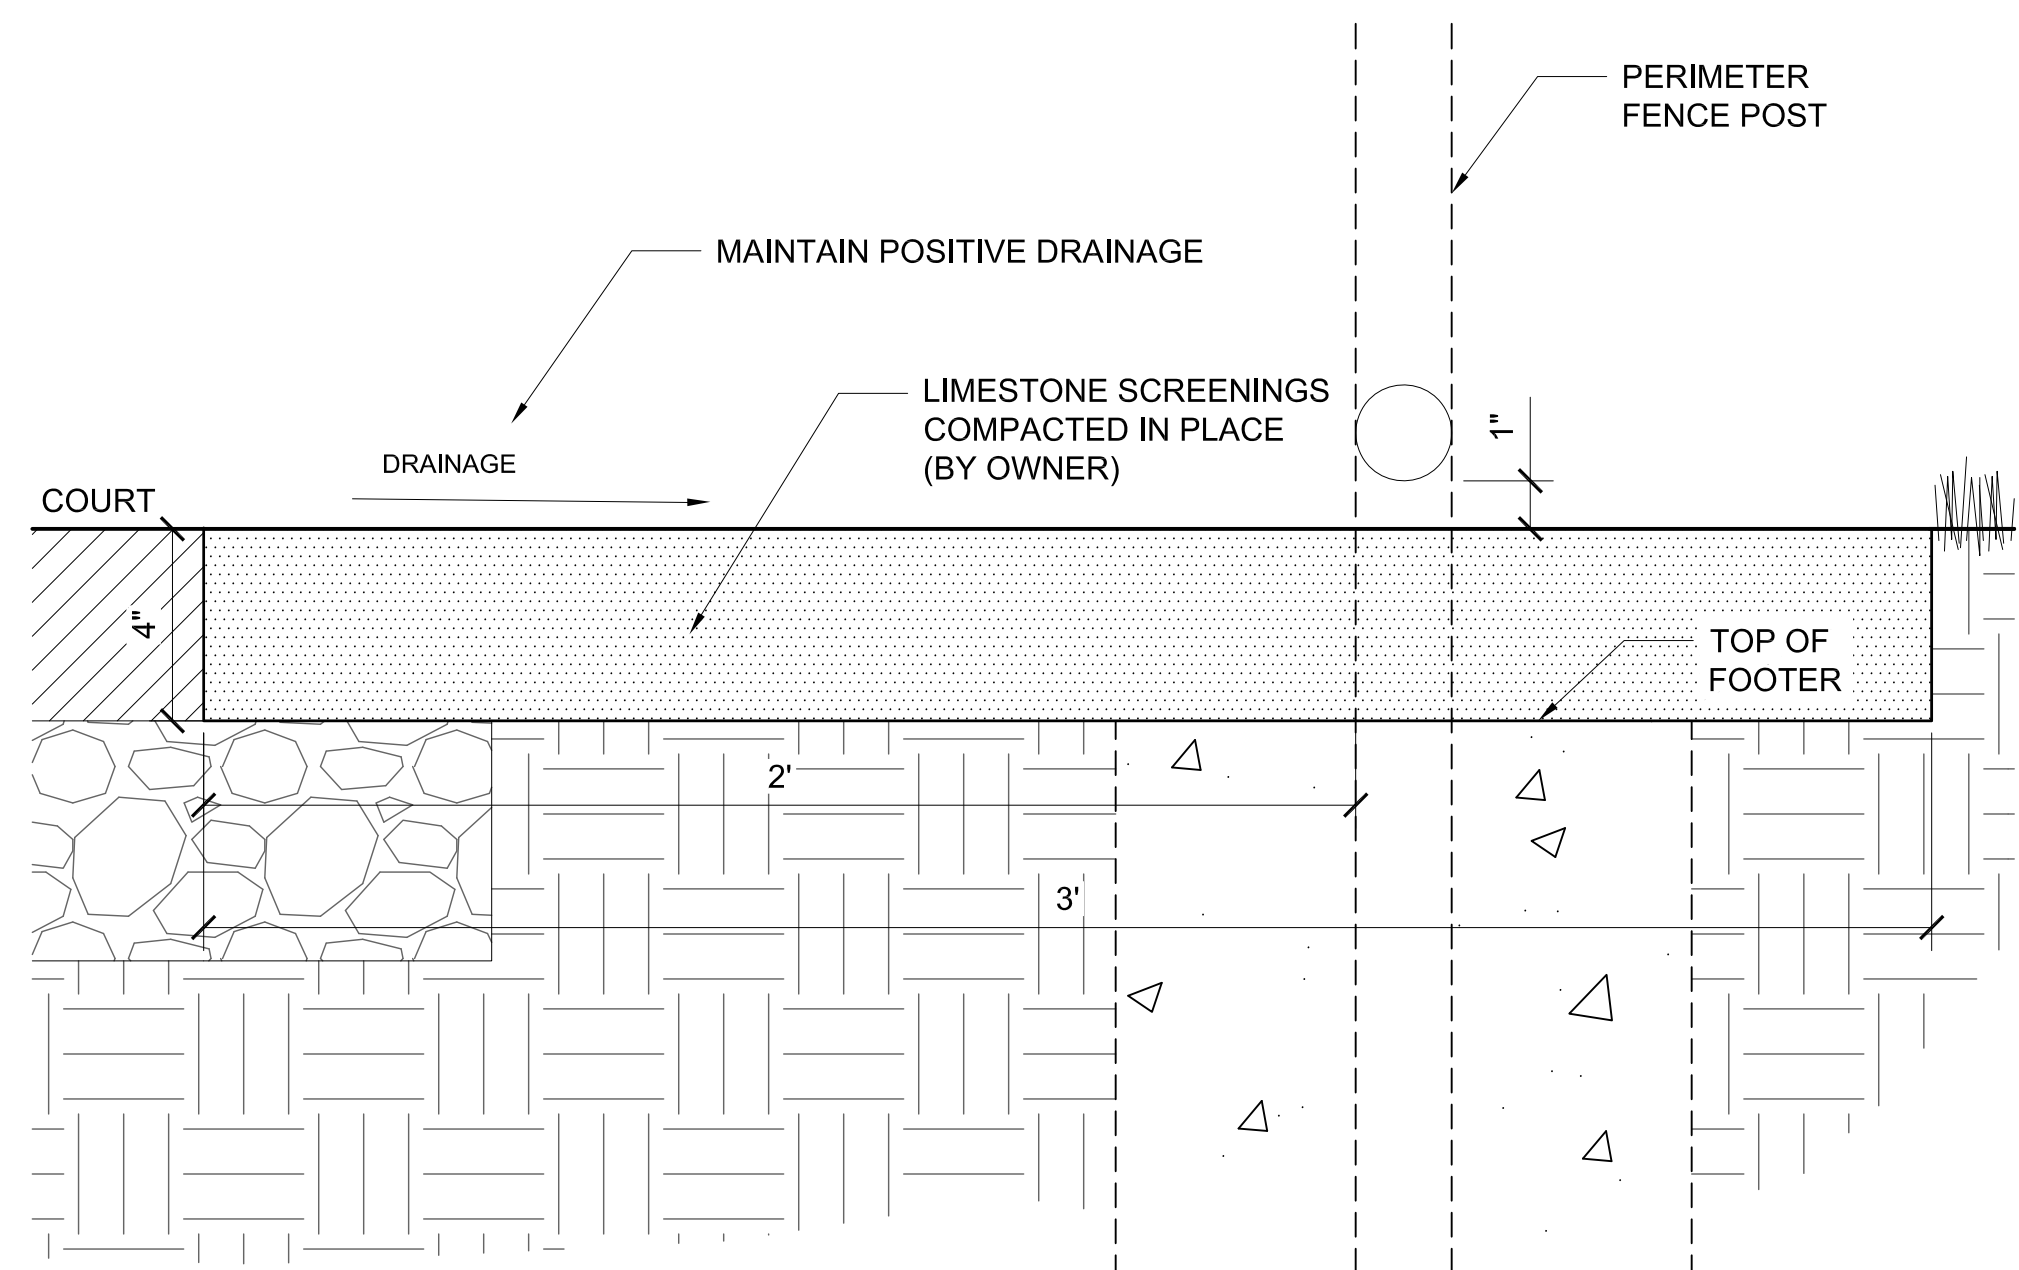 PERIMETER
FENCE POST
MAINTAIN POSITIVE DRAINAGE
LIMESTONE SCREENINGS
COMPACTED IN PLACE
(BY OWNER)
1"
DRAINAGE
COURT
4"
TOP OF
FOOTER
2'
3'